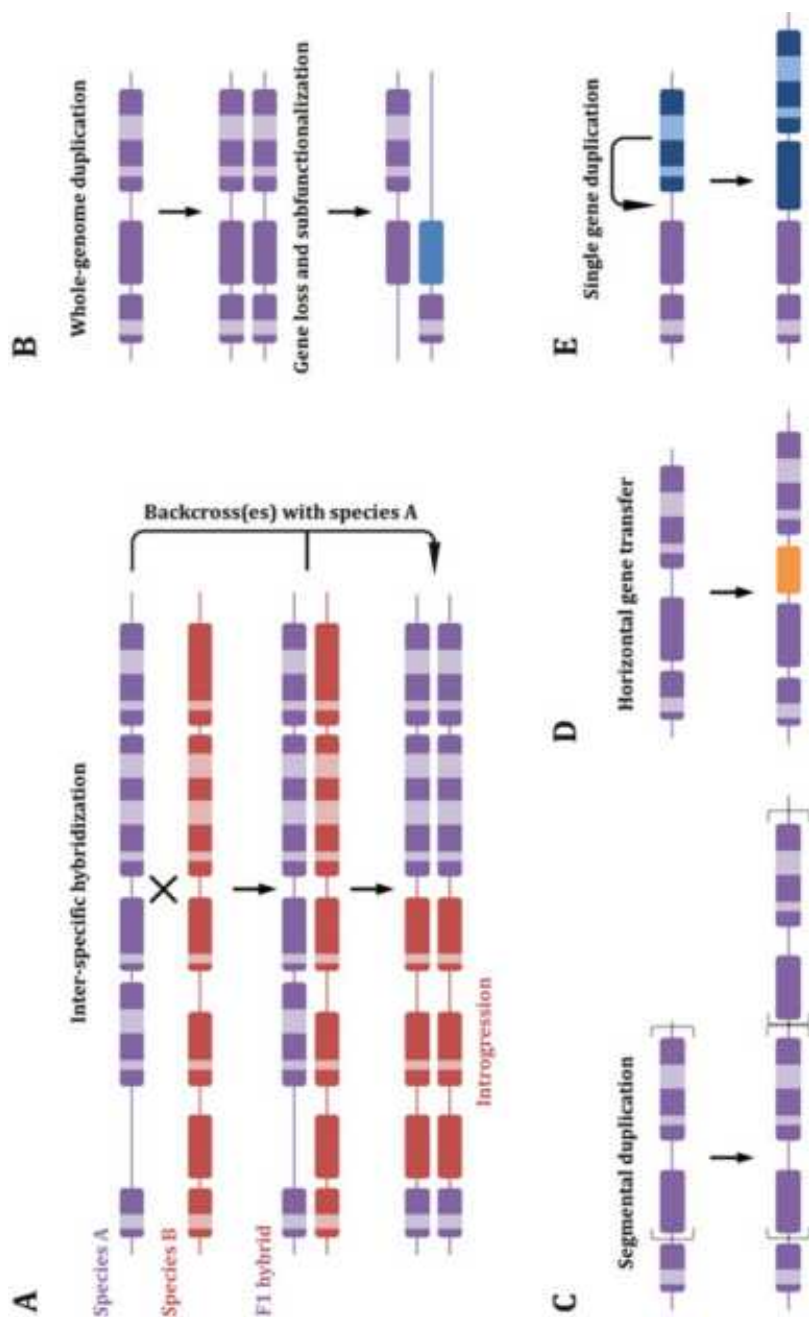 A
Inter-specific hybridization
Species A
Species B
F1 hybrid
Backcross(es) with species A
Introgression
B
Whole-genome duplication
Gene loss and subfunctionalization
C
Segmental duplication
D
Horizontal gene transfer
E
Single gene duplication